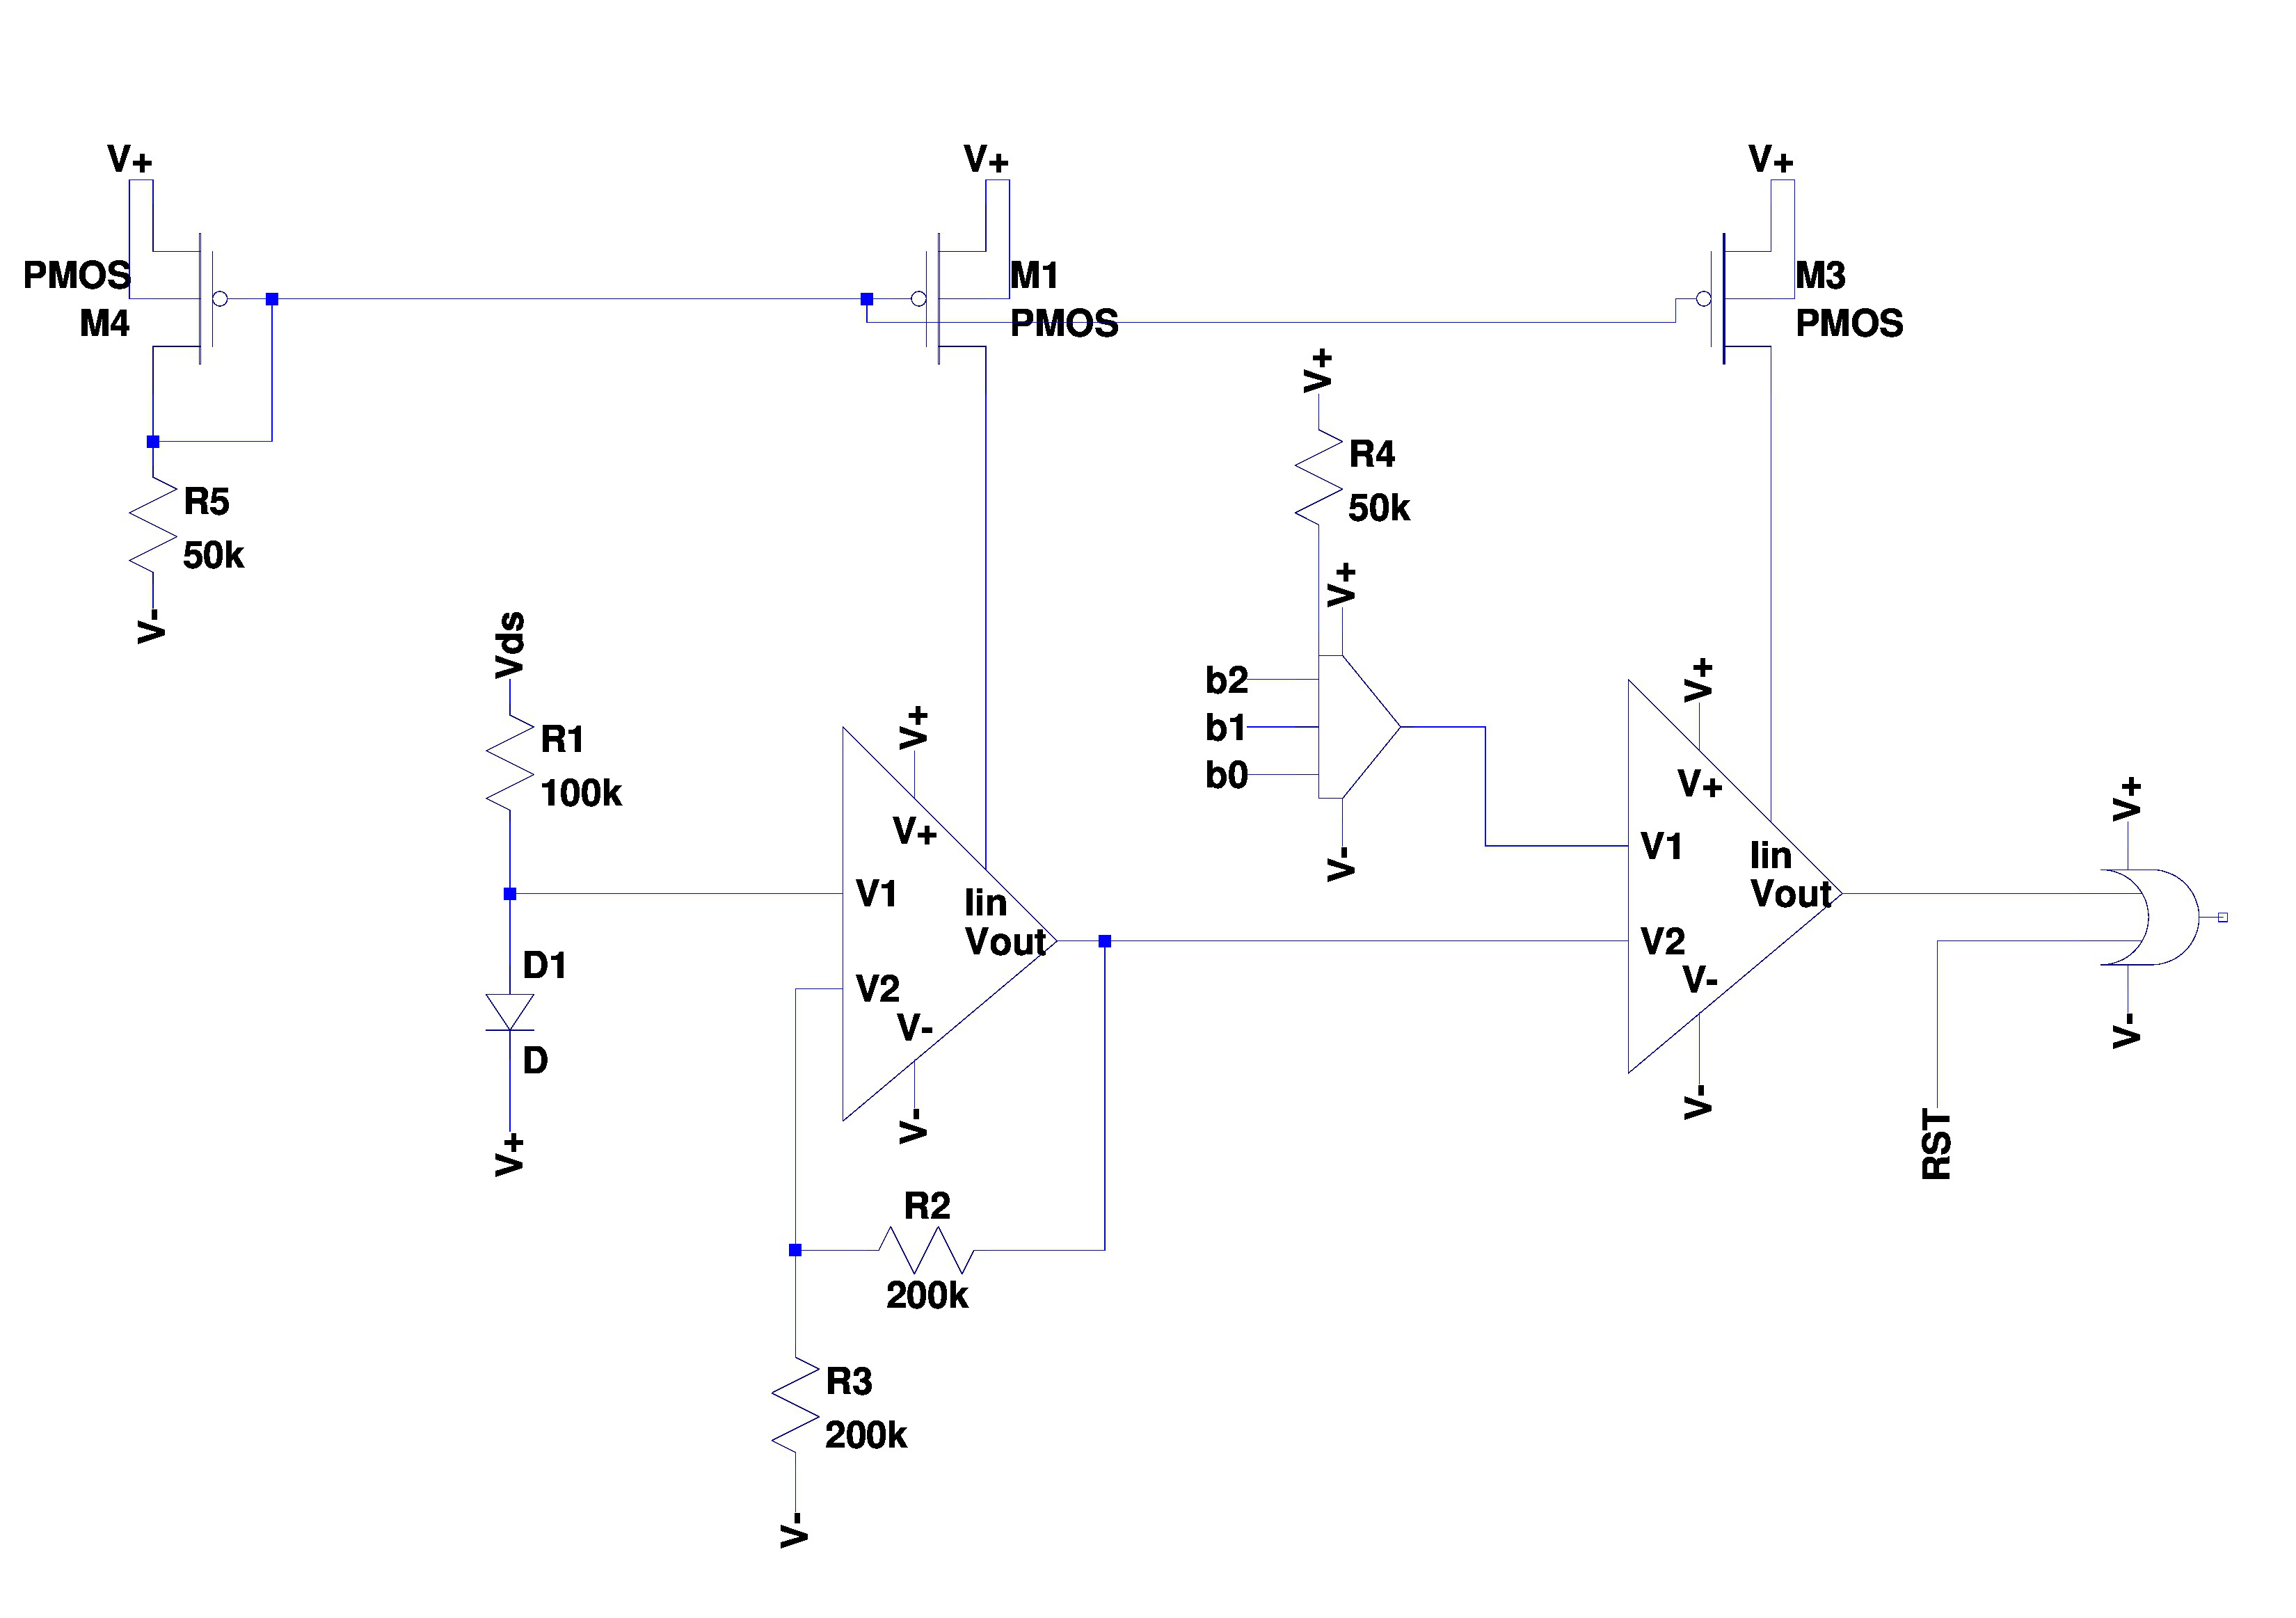 V+
V+
V+
PMOS
M4
M1
PMOS
M3
PMOS
V+
R4
50k
R5
50k
V-
V+
Vds
b2
b1
b0
V+
V+
R1
100k
V+
V+
V-
V1
Iin
Vout
V2
V-
V-
V+
V1
Iin
Vout
V2
V-
V-
V+
V-
RST
D1
D
V+
R2
200k
R3
200k
V-